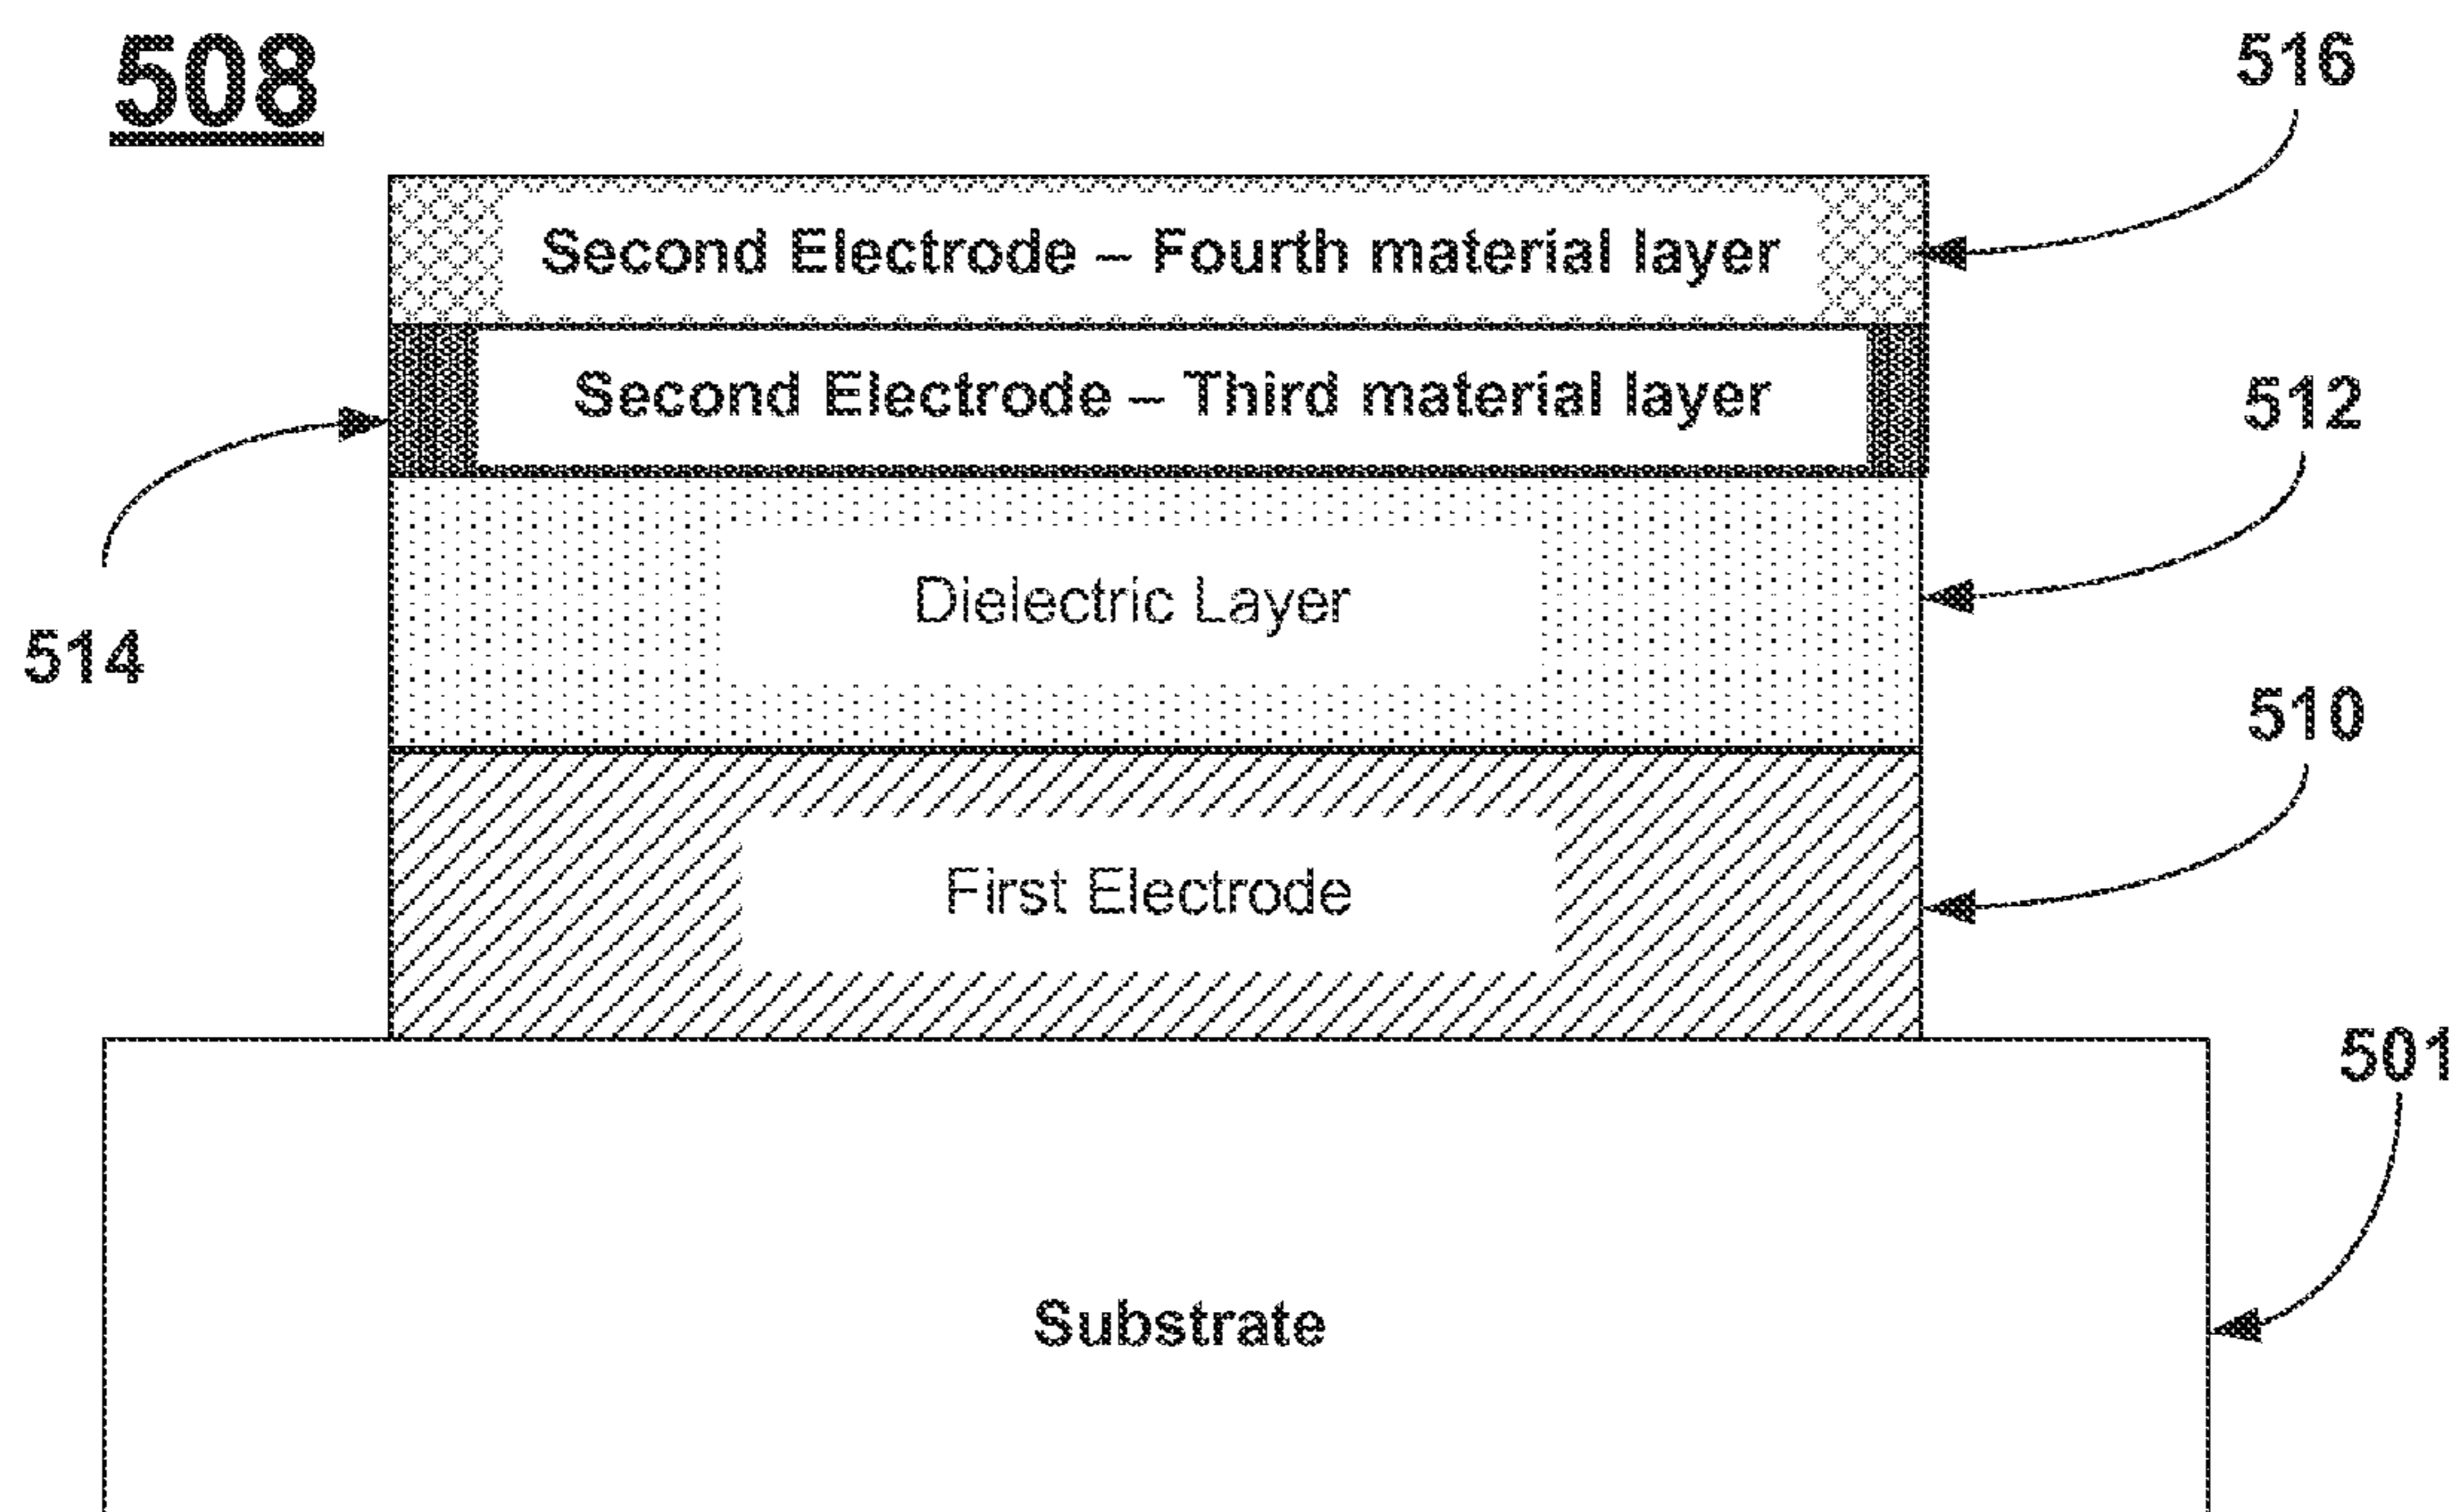 508
516
Second Electrode – Fourth material layer
Second Electrode – Third material layer
512
514
Dielectric Layer
510
First Electrode
501
Substrate